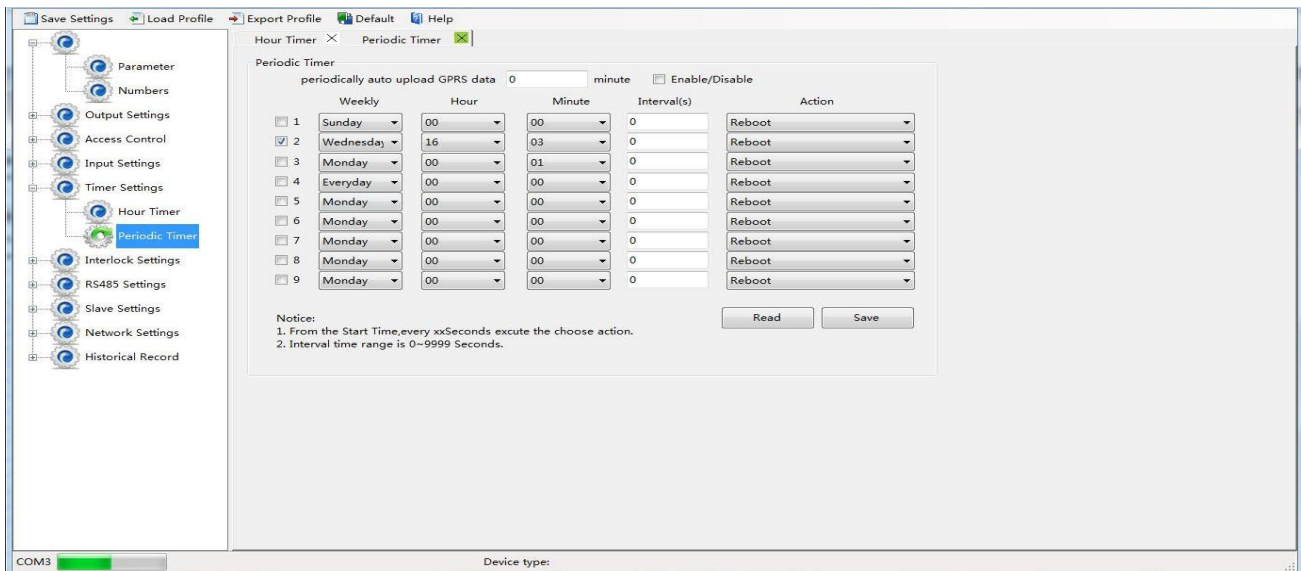 Save Settings Load Profile Export Profile Default Help
Hour Timer Periodic Timer
Parameter
Numbers
Output Settings
Access Control
Input Settings
Timer Settings
Hour Timer
Periodic Timer
Interlock Settings
RS485 Settings
Slave Settings
Network Settings
Historical Record
Periodic Timer
periodically auto upload GPRS data 0 minute Enable/Disable
Weekly Hour Minute Interval(s) Action
1 Sunday 00 00 0 Reboot
2 Wednesday 16 03 0 Reboot
3 Monday 00 01 0 Reboot
4 Everyday 00 00 0 Reboot
5 Monday 00 00 0 Reboot
6 Monday 00 00 0 Reboot
7 Monday 00 00 0 Reboot
8 Monday 00 00 0 Reboot
9 Monday 00 00 0 Reboot
Notice:
1. From the Start Time,every xxSeconds excute the choose action.
2. Interval time range is 0~9999 Seconds.
Read Save
COM3 Device type: